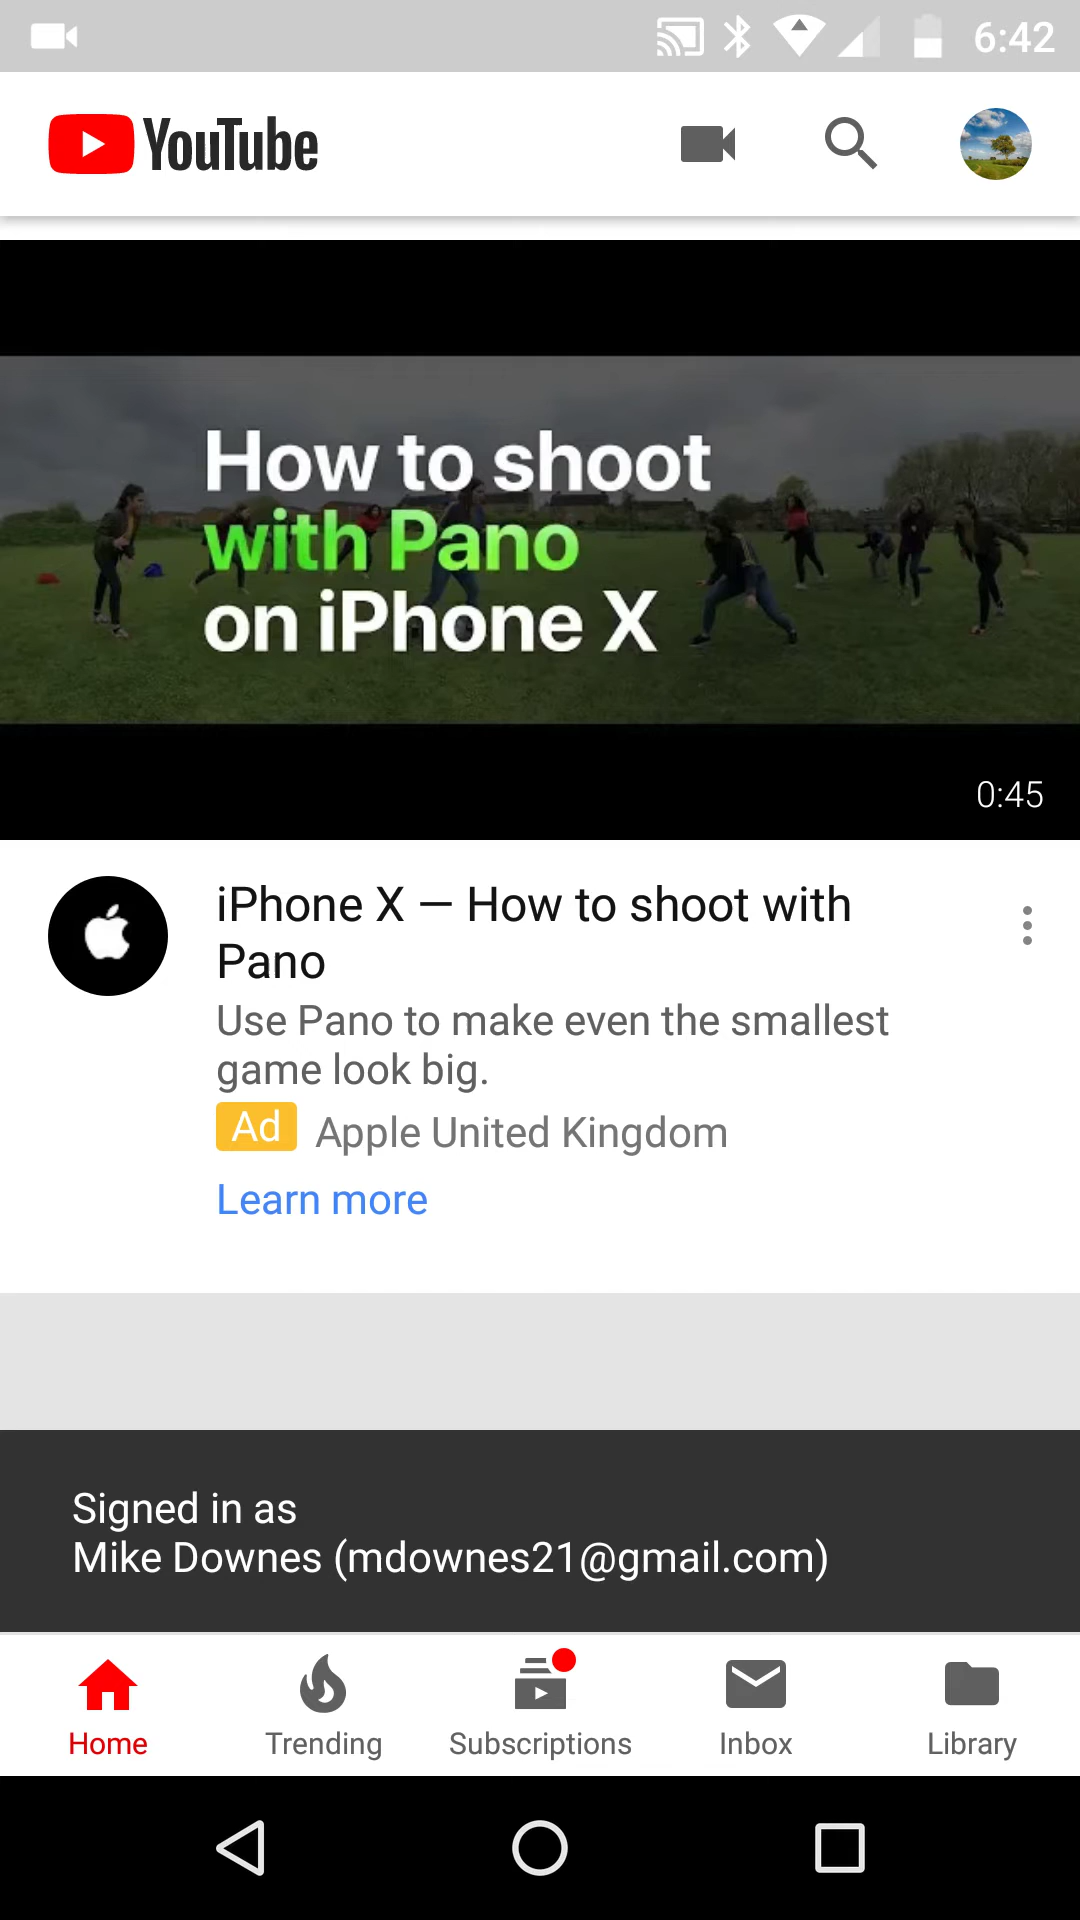 6:42
YouTube
How to shoot
with Pano
on iPhone X
0:45
iPhone X — How to shoot with
Pano
Use Pano to make even the smallest
game look big.
Ad Apple United Kingdom
Learn more
Signed in as
Mike Downes (mdownes21@gmail.com)
Home Trending Subscriptions Inbox Library